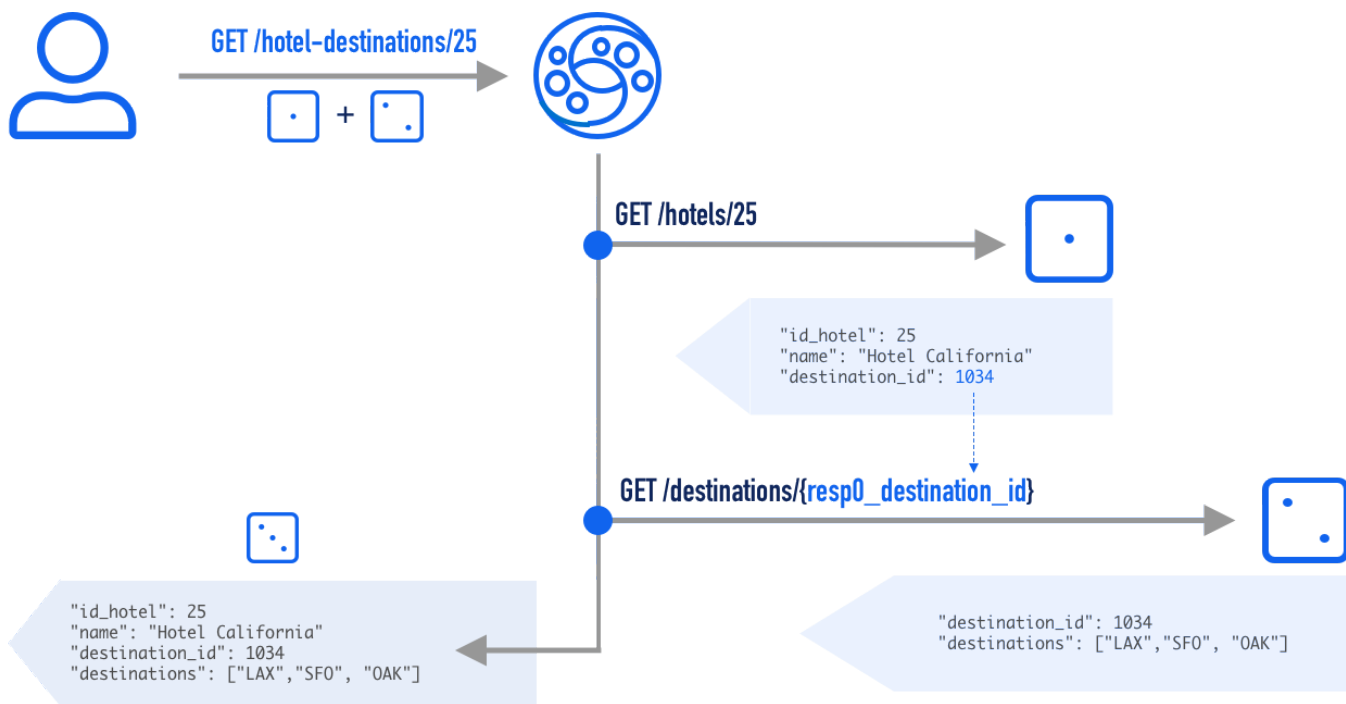 GET /hotel-destinations/25
+
GET /hotels/25
"id_hotel": 25
"name": "Hotel California"
"destination_id": 1034
GET /destinations/{resp0_destination_id}
"id_hotel": 25
"name": "Hotel California"
"destination_id": 1034
"destinations": ["LAX","SFO", "OAK"]
"destination_id": 1034
"destinations": ["LAX","SFO", "OAK"]